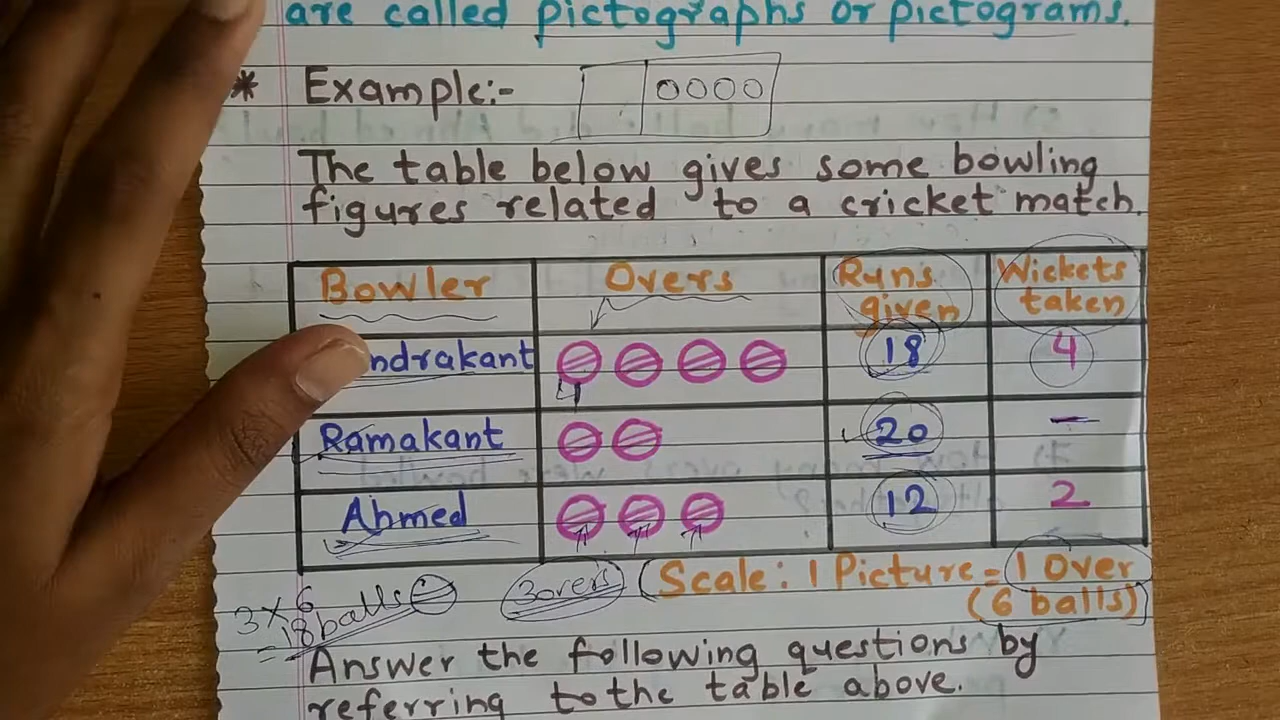 are called pictographs or pictograms.
* Example:-
The table below gives some bowling
figures related to a cricket match.
Bowler Overs Runs given Wickets taken
ndrakant 18 4
4
Ramakant 20 -
Ahmed 12 2
3 x 6 = 18 balls 3 overs (Scale: 1 Picture = 1 Over
(6 balls))
Answer the following questions by
referring to the table above.